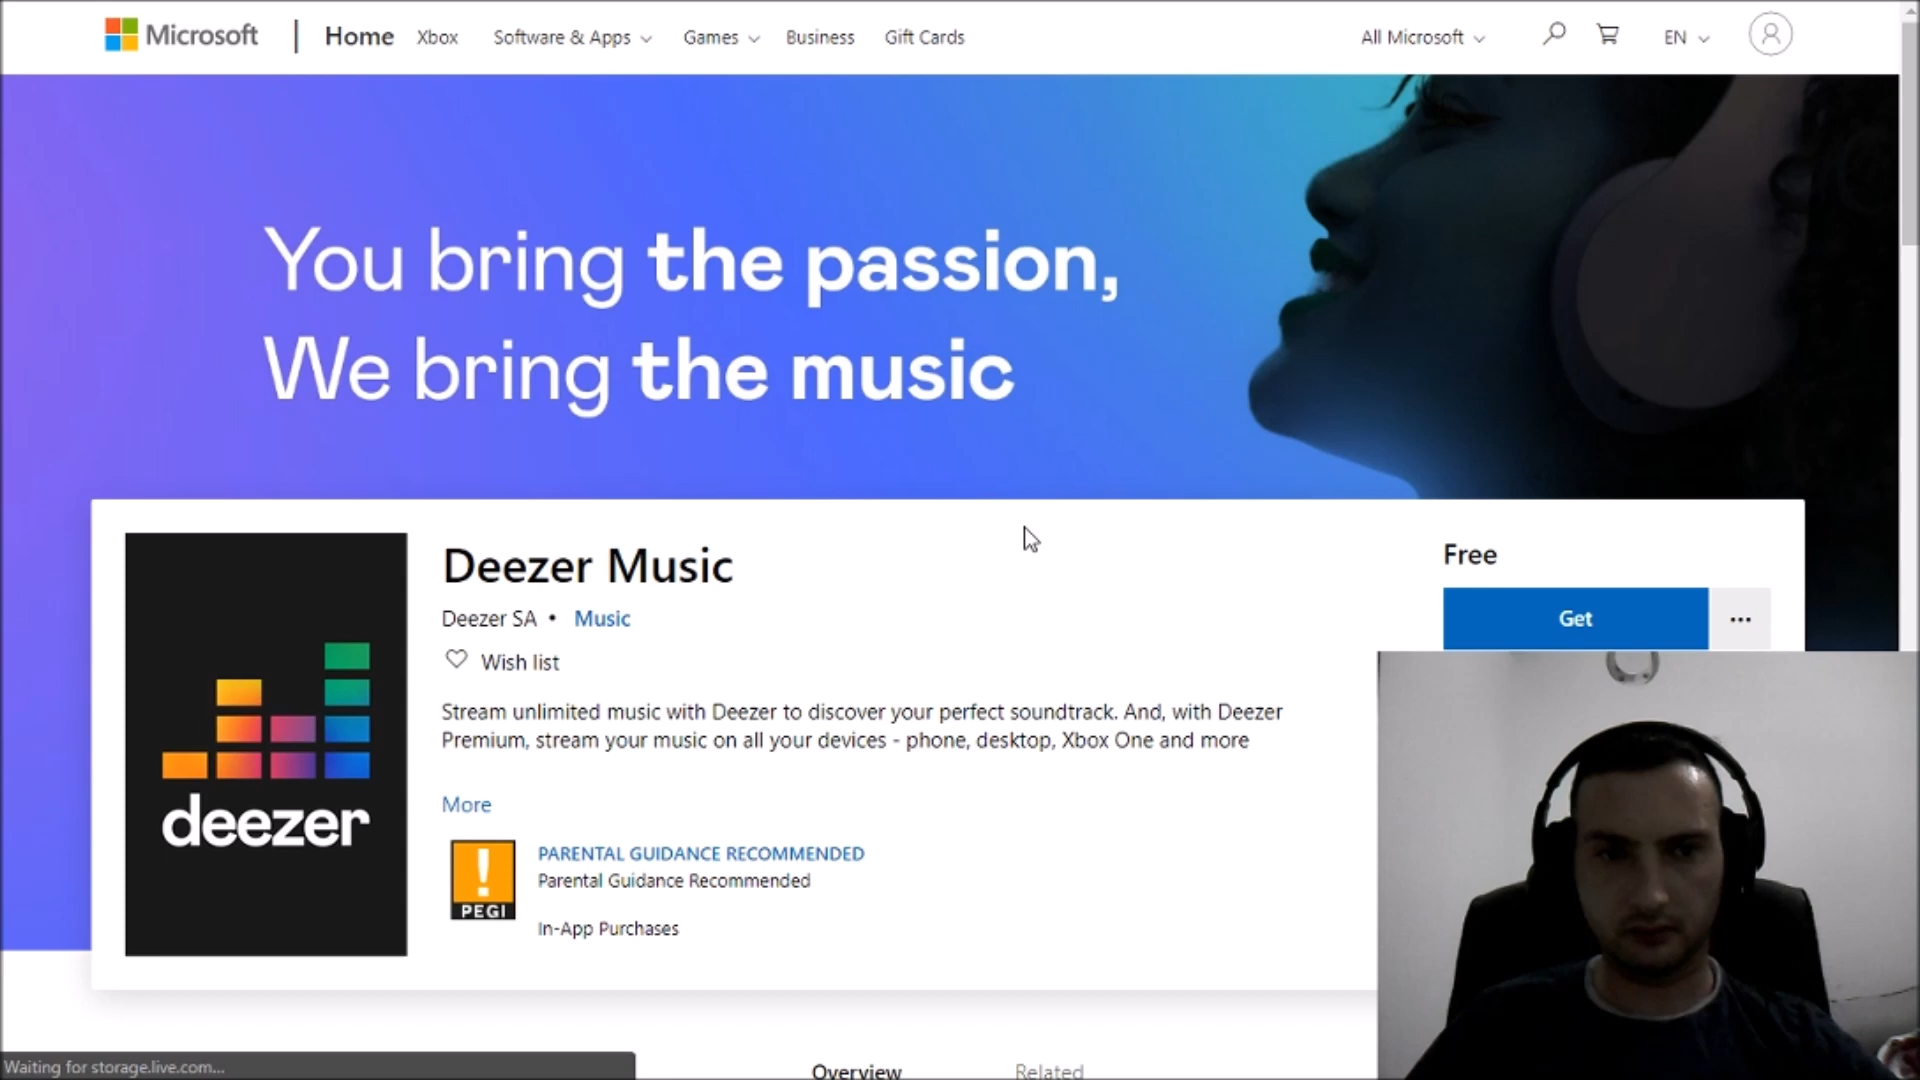 Microsoft
Home
Xbox
Software & Apps
Games
Business
Gift Cards
All Microsoft
EN
You bring the passion,
We bring the music
Deezer Music
Deezer SA • Music
Wish list
Stream unlimited music with Deezer to discover your perfect soundtrack. And, with Deezer
Premium, stream your music on all your devices - phone, desktop, Xbox One and more
More
PARENTAL GUIDANCE RECOMMENDED
Parental Guidance Recommended
In-App Purchases
!
PEGI
deezer
Free
Get
...
Overview
Related
Waiting for storage.live.com...